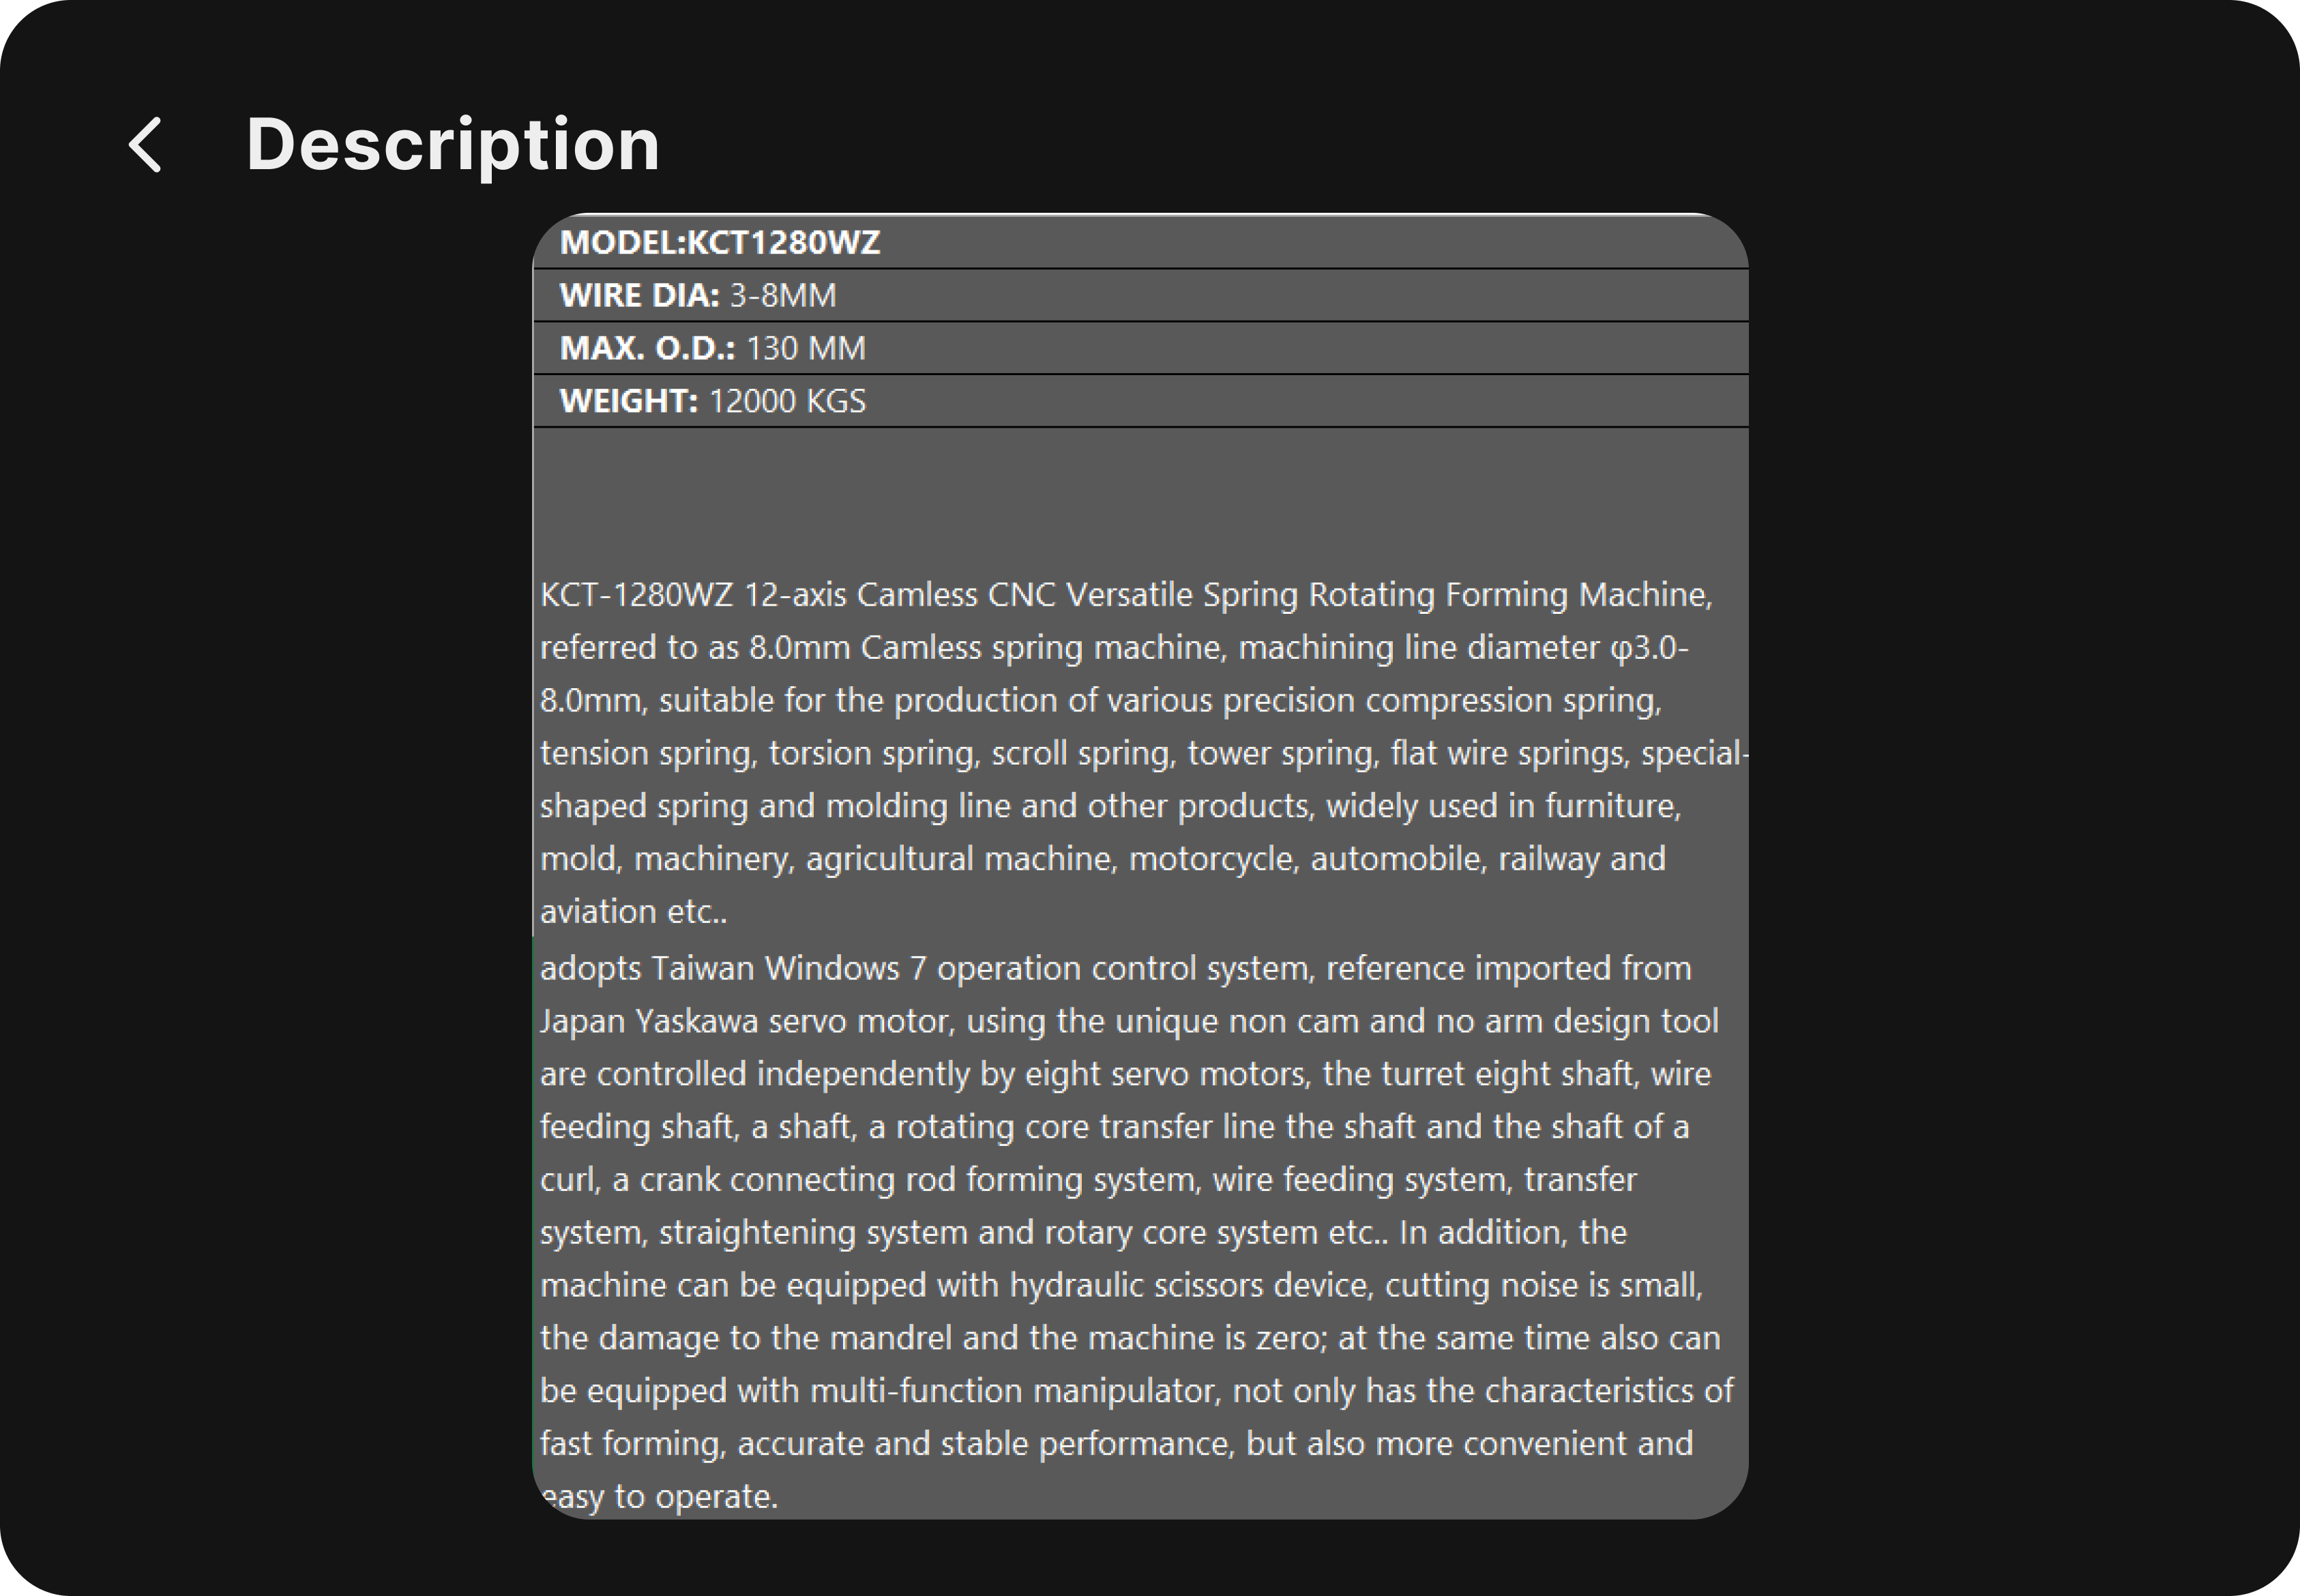 Description
MODEL:KCT1280WZ
WIRE DIA: 3-8MM
MAX. O.D.: 130 MM
WEIGHT: 12000 KGS
KCT-1280WZ 12-axis Camless CNC Versatile Spring Rotating Forming Machine,
referred to as 8.0mm Camless spring machine, machining line diameter φ3.0-
8.0mm, suitable for the production of various precision compression spring,
tension spring, torsion spring, scroll spring, tower spring, flat wire springs, special-
shaped spring and molding line and other products, widely used in furniture,
mold, machinery, agricultural machine, motorcycle, automobile, railway and
aviation etc..
adopts Taiwan Windows 7 operation control system, reference imported from
Japan Yaskawa servo motor, using the unique non cam and no arm design tool
are controlled independently by eight servo motors, the turret eight shaft, wire
feeding shaft, a shaft, a rotating core transfer line the shaft and the shaft of a
curl, a crank connecting rod forming system, wire feeding system, transfer
system, straightening system and rotary core system etc.. In addition, the
machine can be equipped with hydraulic scissors device, cutting noise is small,
the damage to the mandrel and the machine is zero; at the same time also can
be equipped with multi-function manipulator, not only has the characteristics of
fast forming, accurate and stable performance, but also more convenient and
easy to operate.